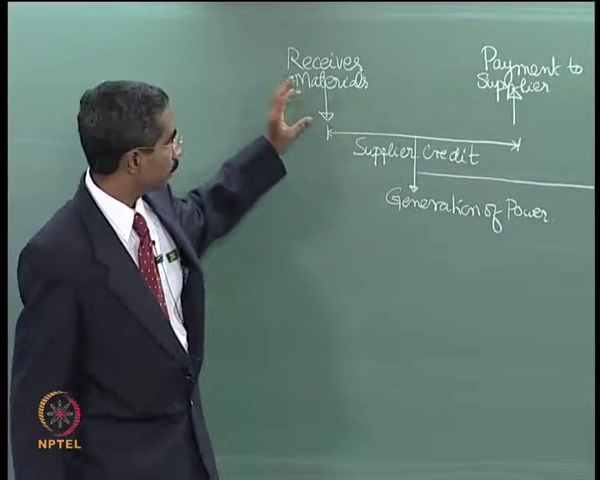 Receives
Materials
Payment to
Supplier
Supplier Credit
Generation of Power.
NPTEL